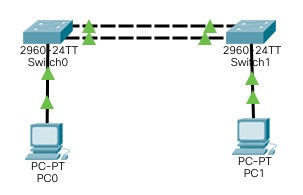 2960-24TT
Switch0
2960-24TT
Switch1
PC-PT
PC0
PC-PT
PC1